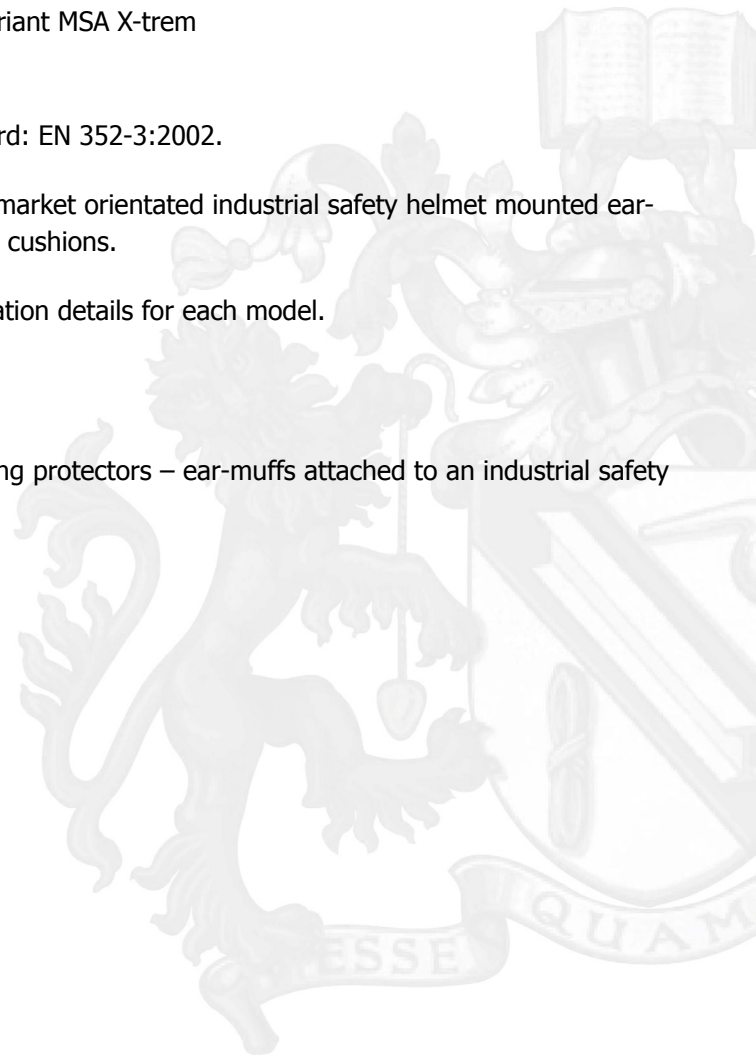 riant MSA X-trem
rd: EN 352-3:2002.
market orientated industrial safety helmet mounted ear-
cushions.
ation details for each model.
ng protectors – ear-muffs attached to an industrial safety
ESSE
QUAM